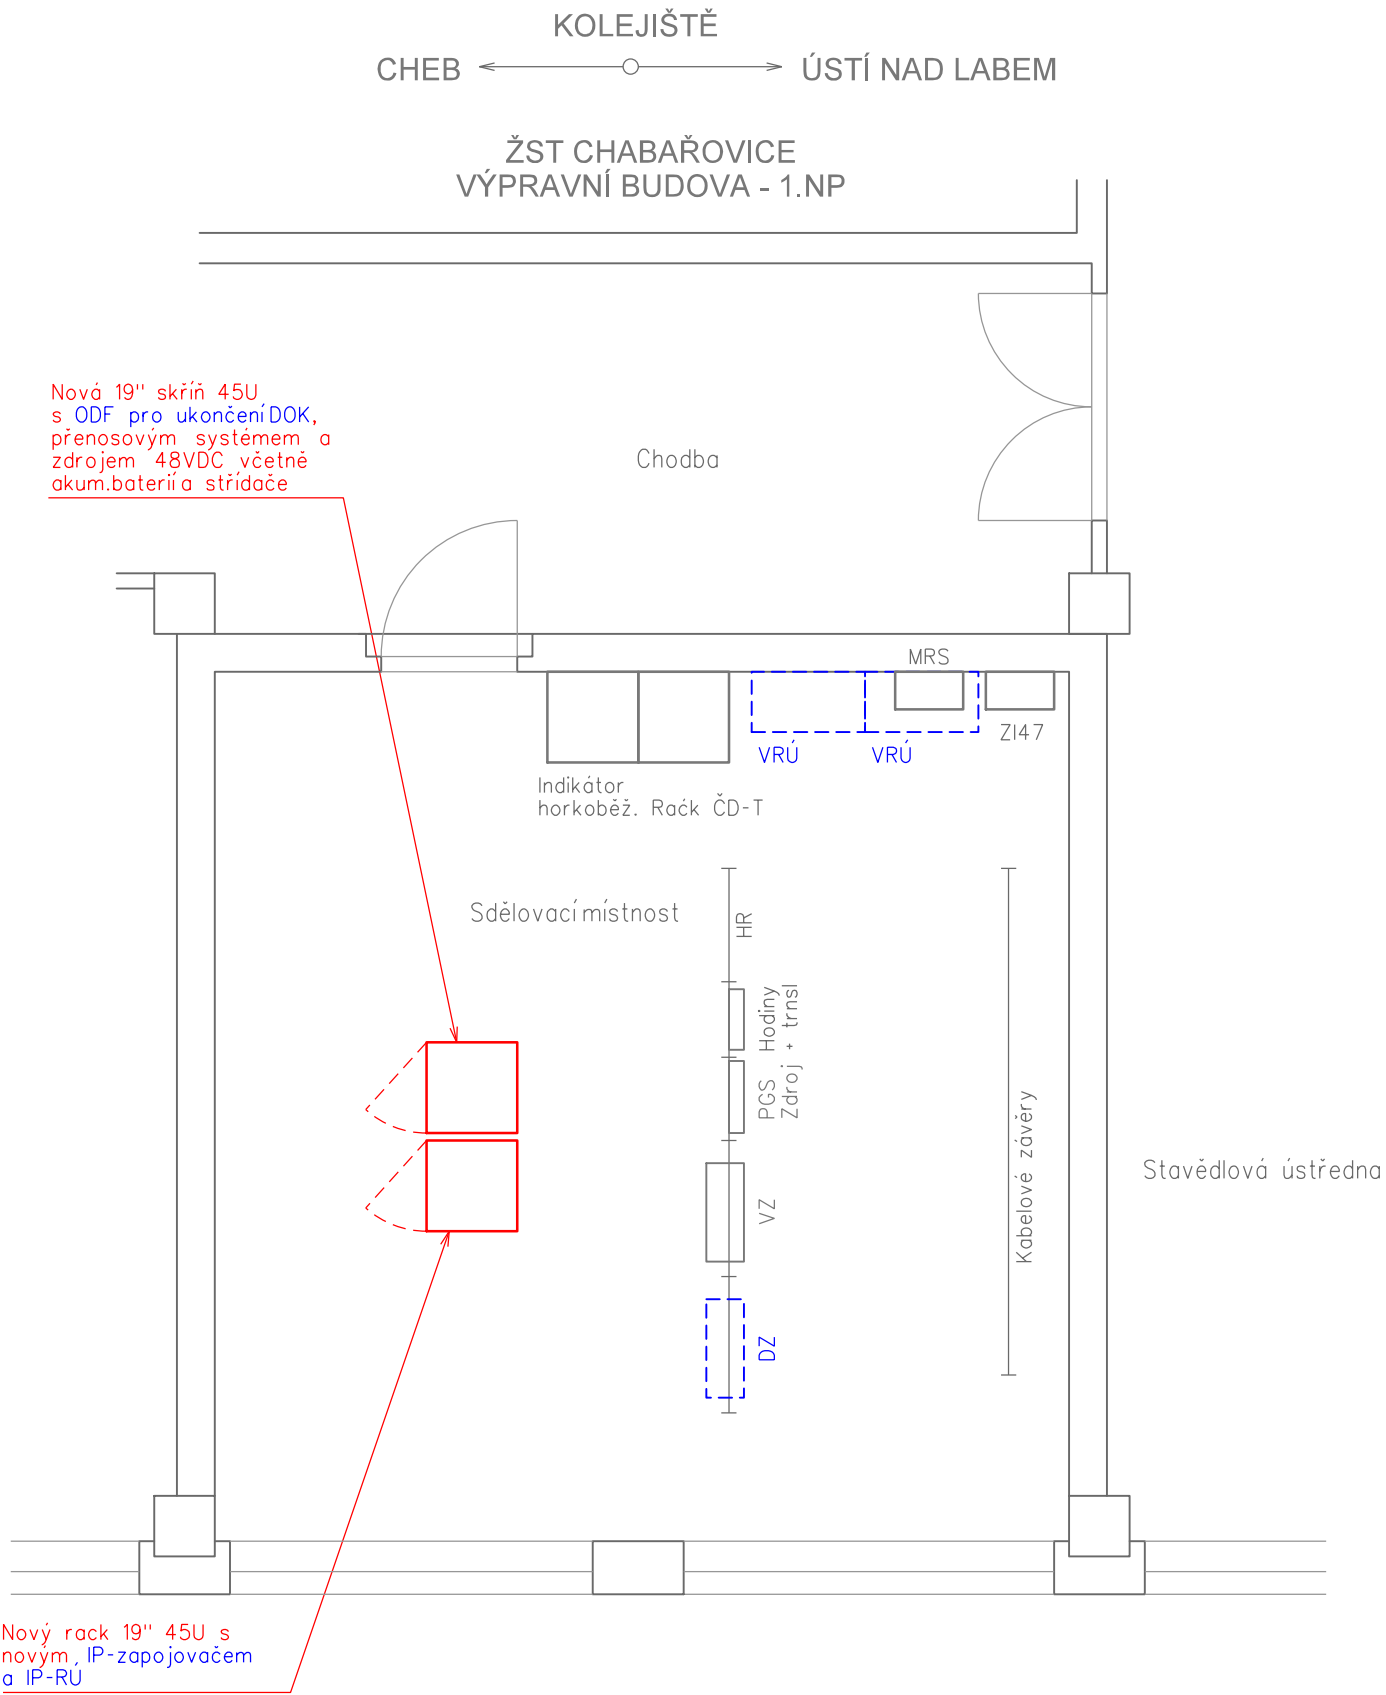 KOLEJIŠTĚ
CHEB
ÚSTÍ NAD LABEM
ŽST CHABAŘOVICE
VÝPRAVNÍ BUDOVA - 1.NP
Nová 19" skříň 45U
s ODF pro ukončení DOK,
přenosovým systémem a
zdrojem 48VDC včetně
akum.baterií a střídače
Chodba
MRS
ZI47
VRÚ
VRÚ
Indikátor
horkoběž. Raćk ČD-T
Sdělovací místnost
HR
Hodiny
PGS
Zdroj + trnsl
VZ
DZ
Kabelové závěry
Stavědlová ústředna
Nový rack 19" 45U s
novým IP-zapojovačem
a IP-RÚ